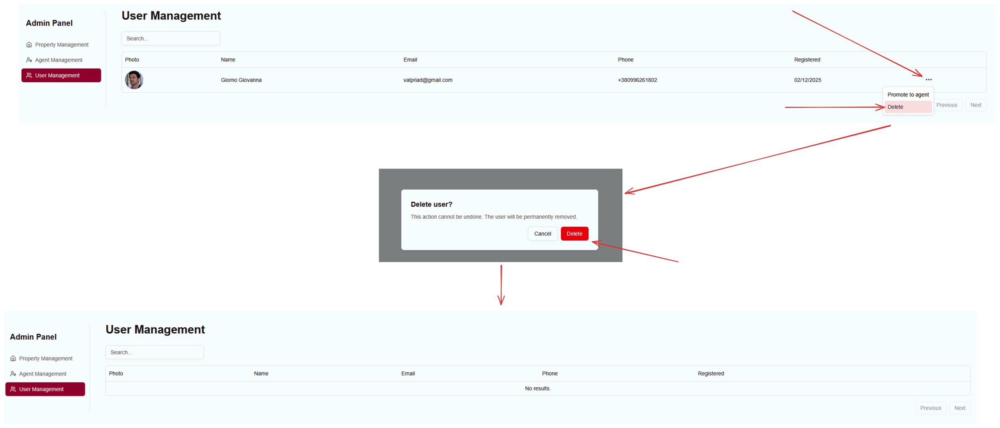 User Management
Admin Panel
Search...
Property Management
Agent Management
User Management
Photo Name Email Phone Registered
Giorno Giovanna valpriad@gmail.com +380996261802 02/12/2025
Promote to agent
Delete
Previous Next
Delete user?
This action cannot be undone. The user will be permanently removed.
Cancel Delete
User Management
Admin Panel
Search...
Property Management
Agent Management
User Management
Photo Name Email Phone Registered
No results.
Previous Next